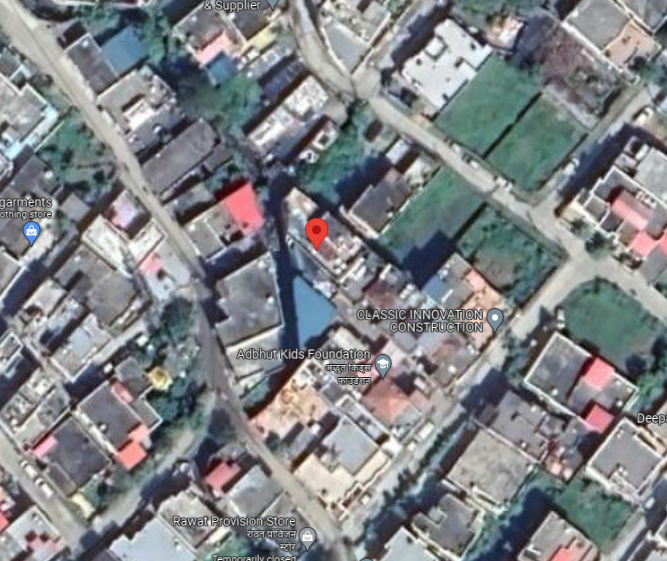 & Supplier
garments
othing store
CLASSIC INNOVATION
CONSTRUCTION
Adbhut Kids Foundation
अद्भुत किड्स
फाउंडेशन
Deepa
Rawat Provision Store
रावत प्रोविजन
स्टोर
Temporarily closed